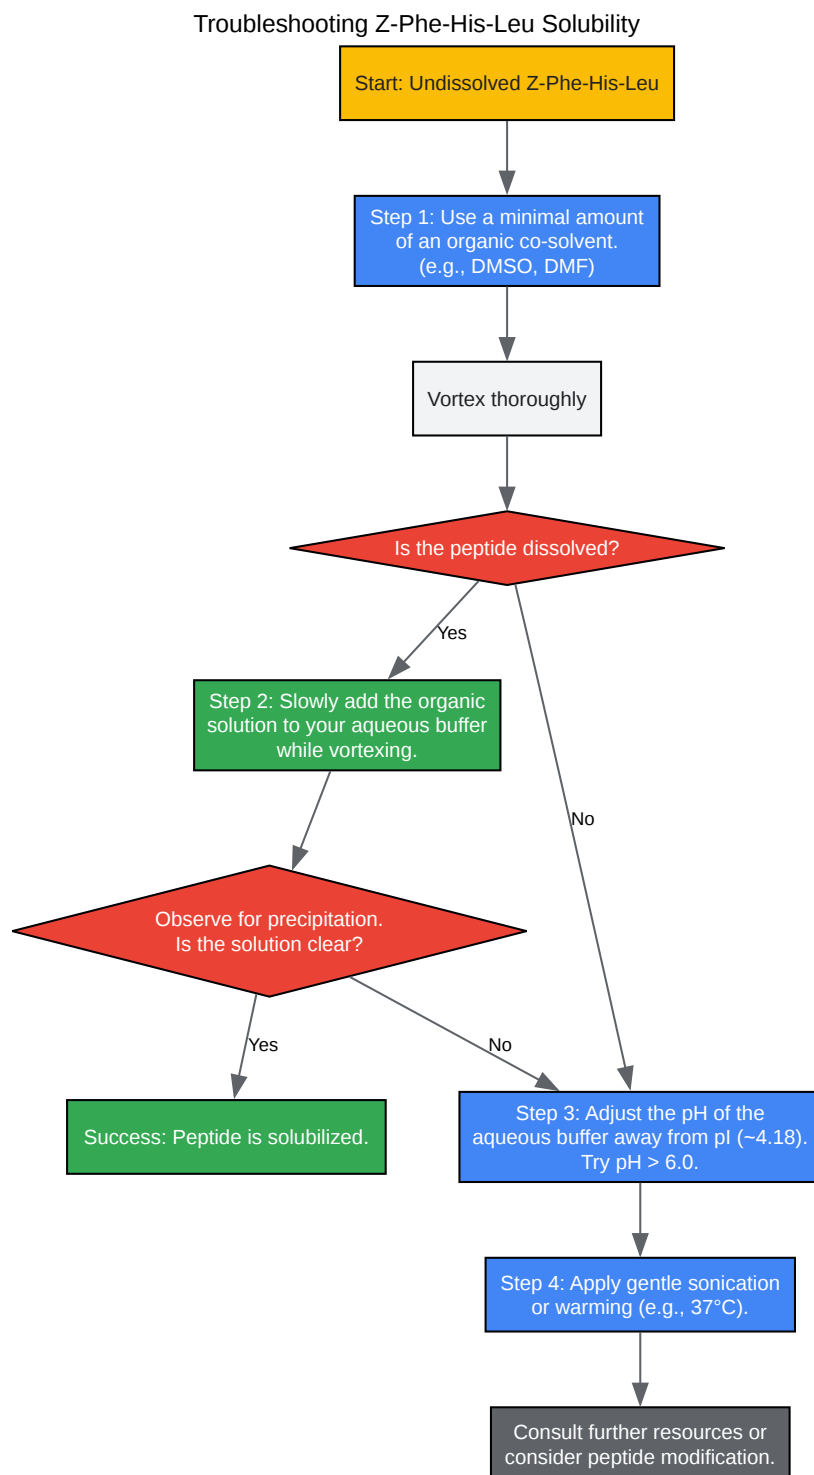 Troubleshooting Z-Phe-His-Leu Solubility
Start: Undissolved Z-Phe-His-Leu
Step 1: Use a minimal amount
of an organic co-solvent.
(e.g., DMSO, DMF)
Vortex thoroughly
Is the peptide dissolved?
Yes
Step 2: Slowly add the organic
solution to your aqueous buffer
while vortexing.
No
Observe for precipitation.
Is the solution clear?
Yes
No
Success: Peptide is solubilized.
Step 3: Adjust the pH of the
aqueous buffer away from pI (~4.18).
Try pH > 6.0.
Step 4: Apply gentle sonication
or warming (e.g., 37°C).
Consult further resources or
consider peptide modification.